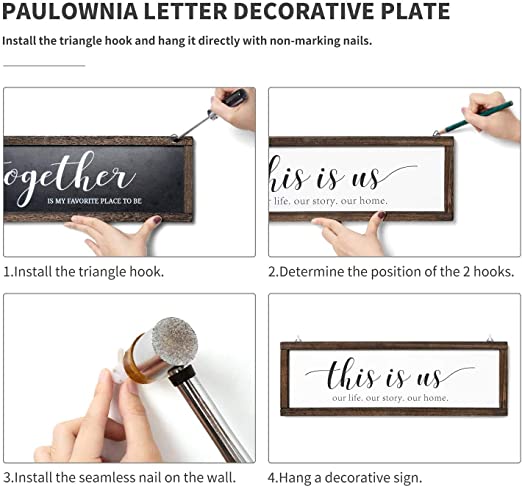 PAULOWNIA LETTER DECORATIVE PLATE
Install the triangle hook and hang it directly with non-marking nails.
ogether
IS MY FAVORITE PLACE TO BE
his is us
r life. our story. our home.
1.Install the triangle hook.
2.Determine the position of the 2 hooks.
this is us
our life. our story. our home.
3.Install the seamless nail on the wall.
4.Hang a decorative sign.